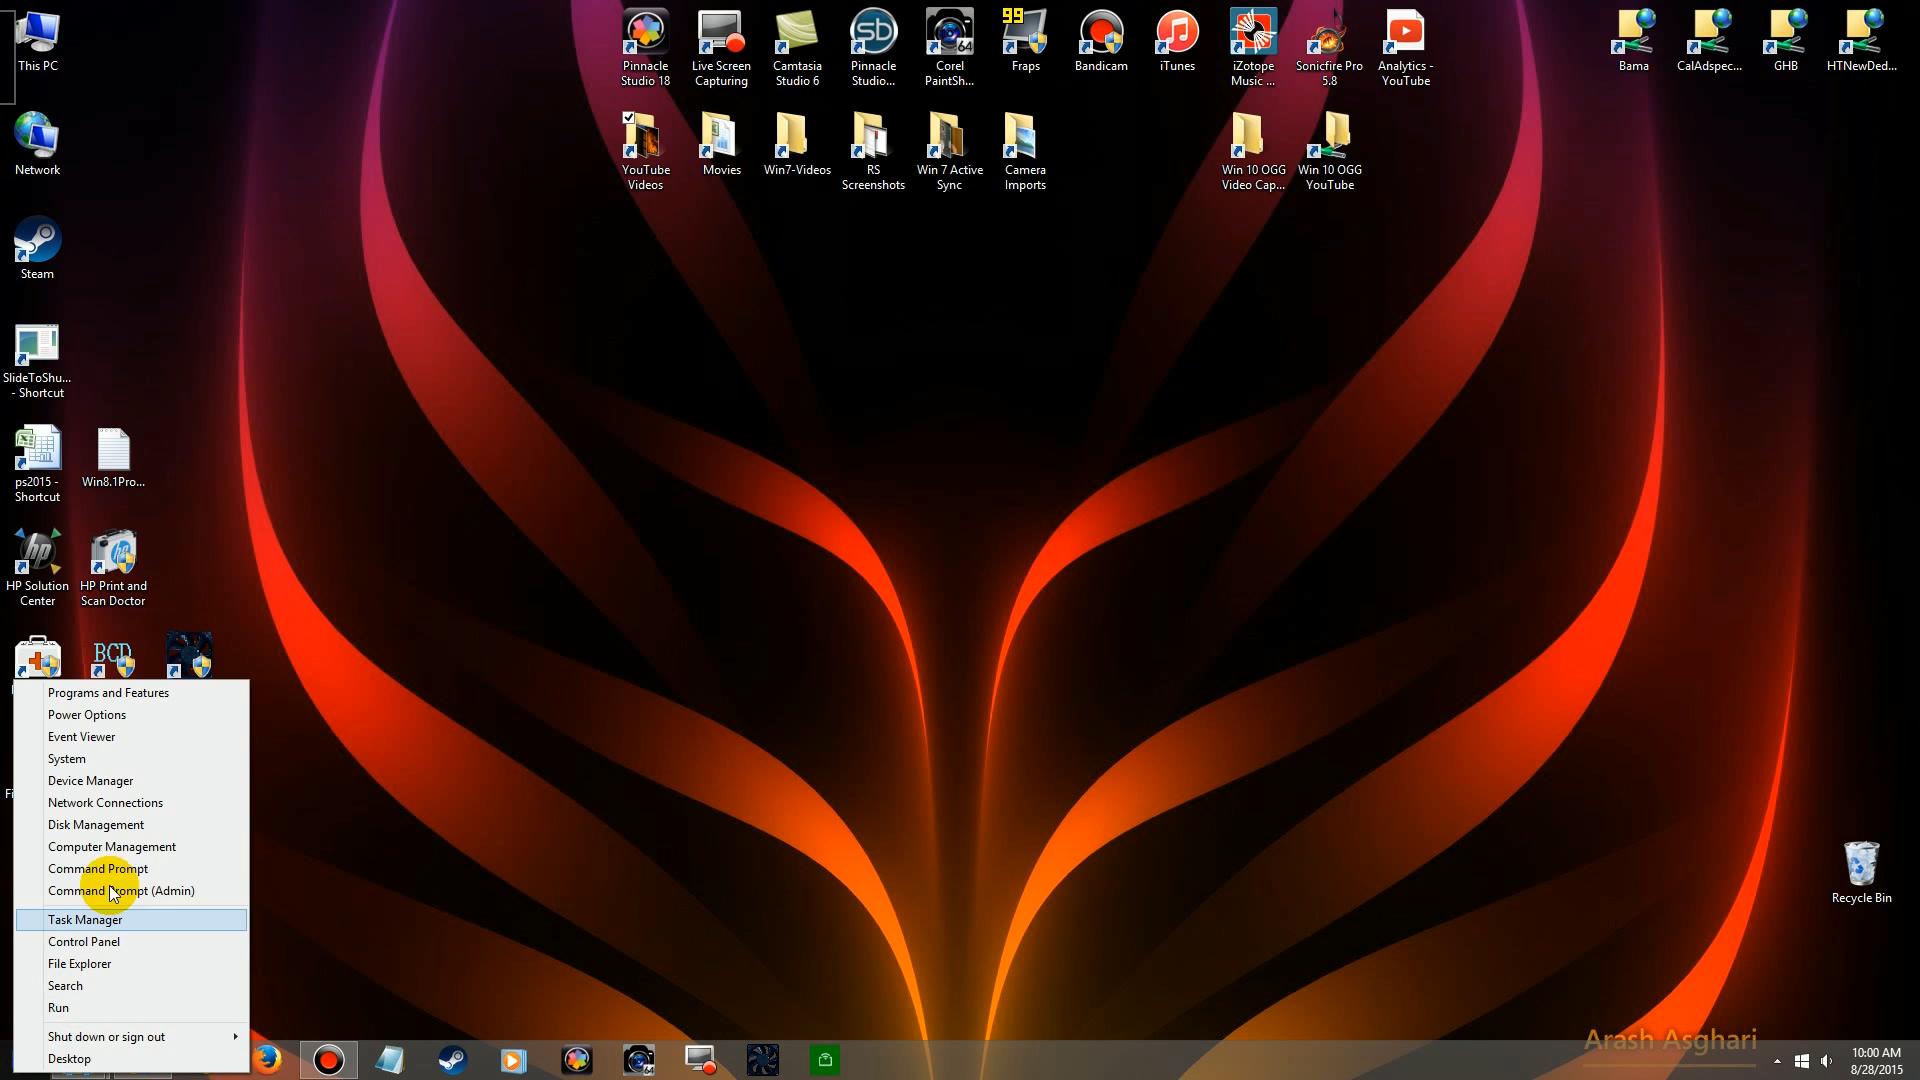 This PC
Network
Steam
SlideToShu...
- Shortcut
ps2015 -
Shortcut
Win8.1Pro...
HP Solution
Center
HP Print and
Scan Doctor
BCD
Pinnacle
Studio 18
Live Screen
Capturing
Camtasia
Studio 6
sb
Pinnacle
Studio...
64
Corel
PaintSh...
99
Fraps
Bandicam
iTunes
iZotope
Music ...
Sonicfire Pro
5.8
Analytics -
YouTube
Bama
CalAdspec...
GHB
HTNewDed...
YouTube
Videos
Movies
Win7-Videos
RS
Screenshots
Win 7 Active
Sync
Camera
Imports
Win 10 OGG
Video Cap...
Win 10 OGG
YouTube
Programs and Features
Power Options
Event Viewer
System
Device Manager
Network Connections
Disk Management
Computer Management
Command Prompt
Command Prompt (Admin)
Task Manager
Control Panel
File Explorer
Search
Run
Shut down or sign out
Desktop
Recycle Bin
Arash Asghari
64
10:00 AM
8/28/2015